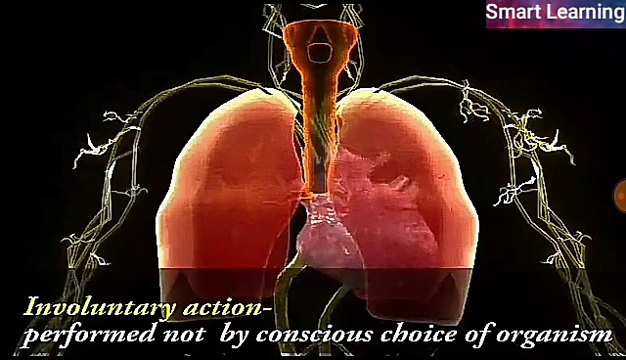 Smart Learning
Involuntary action-
performed not by conscious choice of organism